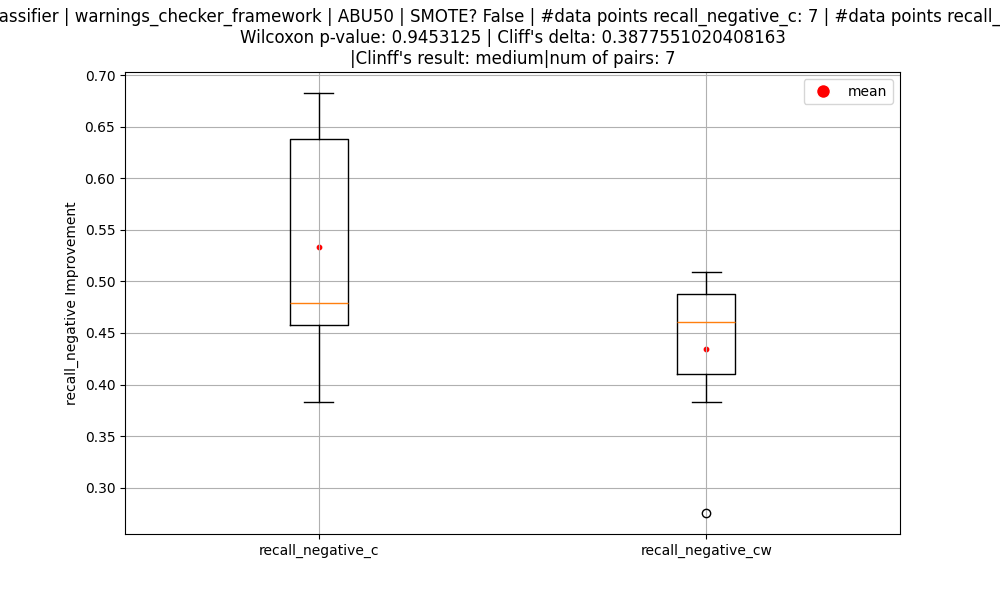 | warnings_checker_framework | ABU50 | SMOTE? False | #data points recall_negative_c: 7 | #data points
Wilcoxon p-value: 0.9453125 | Cliff's delta: 0.3877551020408163
|Clinff's result: medium|num of pairs: 7
mean
0.70
0.65
0.60
0.55
0.50
0.45
0.40
0.35
0.30
recall_negative Improvement
recall_negative_c
recall_negative_cw